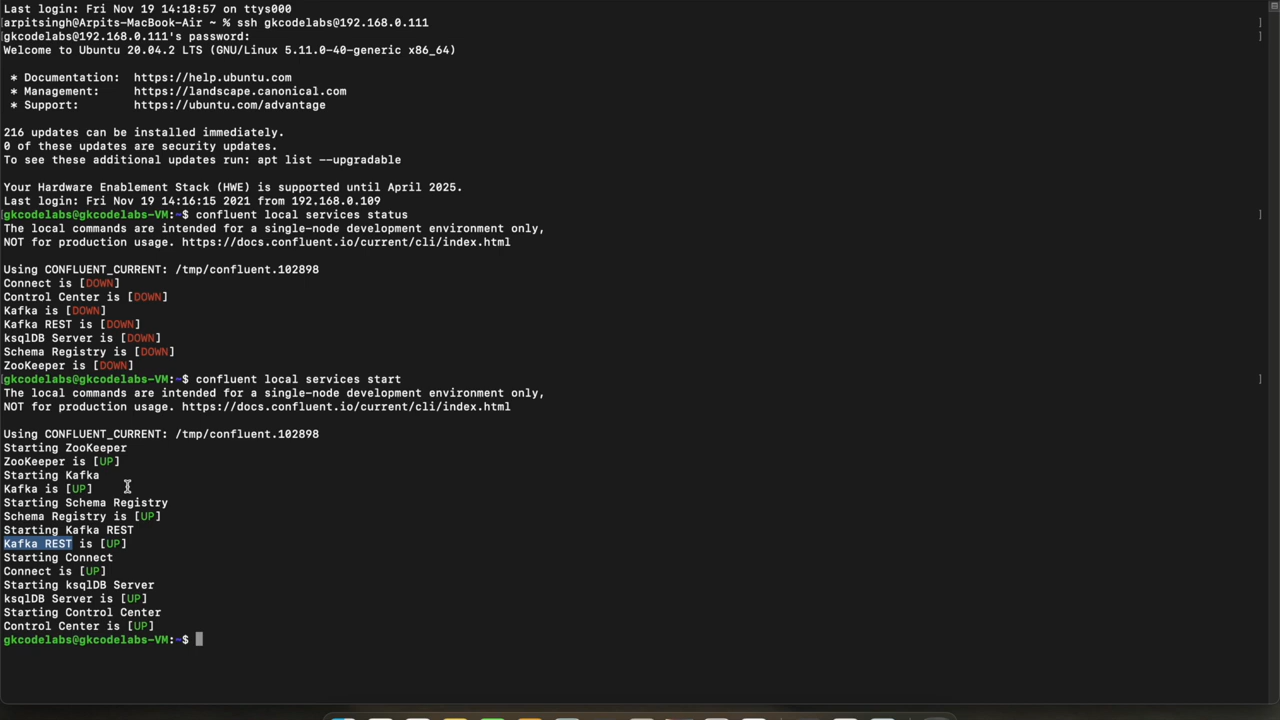 Last login: Fri Nov 19 14:18:57 on ttys000
[arpitsingh@Arpits-MacBook-Air ~ % ssh gkcodelabs@192.168.0.111 ]
[gkcodelabs@192.168.0.111's password: ]
Welcome to Ubuntu 20.04.2 LTS (GNU/Linux 5.11.0-40-generic x86_64)
* Documentation:  https://help.ubuntu.com
* Management:     https://landscape.canonical.com
* Support:        https://ubuntu.com/advantage
216 updates can be installed immediately.
0 of these updates are security updates.
To see these additional updates run: apt list --upgradable
Your Hardware Enablement Stack (HWE) is supported until April 2025.
Last login: Fri Nov 19 14:16:15 2021 from 192.168.0.109
[gkcodelabs@gkcodelabs-VM:~$ confluent local services status ]
The local commands are intended for a single-node development environment only,
NOT for production usage. https://docs.confluent.io/current/cli/index.html
Using CONFLUENT_CURRENT: /tmp/confluent.102898
Connect is [DOWN]
Control Center is [DOWN]
Kafka is [DOWN]
Kafka REST is [DOWN]
ksqlDB Server is [DOWN]
Schema Registry is [DOWN]
ZooKeeper is [DOWN]
[gkcodelabs@gkcodelabs-VM:~$ confluent local services start ]
The local commands are intended for a single-node development environment only,
NOT for production usage. https://docs.confluent.io/current/cli/index.html
Using CONFLUENT_CURRENT: /tmp/confluent.102898
Starting ZooKeeper
ZooKeeper is [UP]
Starting Kafka
Kafka is [UP]
Starting Schema Registry
Schema Registry is [UP]
Starting Kafka REST
Kafka REST is [UP]
Starting Connect
Connect is [UP]
Starting ksqlDB Server
ksqlDB Server is [UP]
Starting Control Center
Control Center is [UP]
gkcodelabs@gkcodelabs-VM:~$